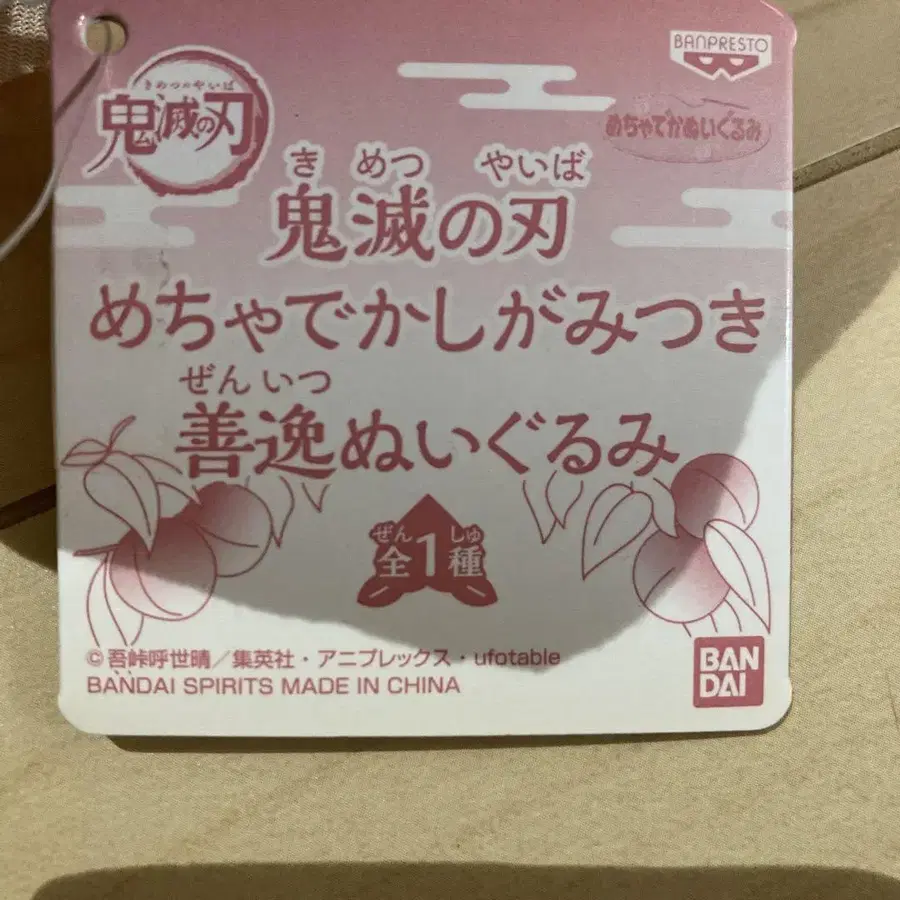 BANPRESTO
きめつのやいば
鬼滅の刃
めちゃでかぬいぐるみ
き めつ やいば
鬼滅の刃
めちゃでかしがみつき
ぜん いつ
善逸ぬいぐるみ
ぜん しゅ
全1種
©吾峠呼世晴／集英社・アニプレックス・ufotable
BANDAI SPIRITS MADE IN CHINA
BAN
DAI